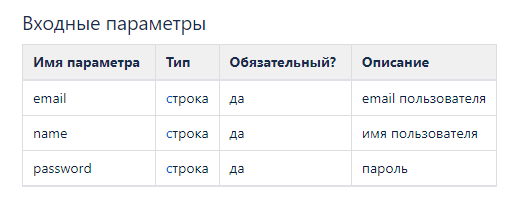 Входные параметры
Имя параметра Тип Обязательный? Описание
email строка да email пользователя
name строка да имя пользователя
password строка да пароль